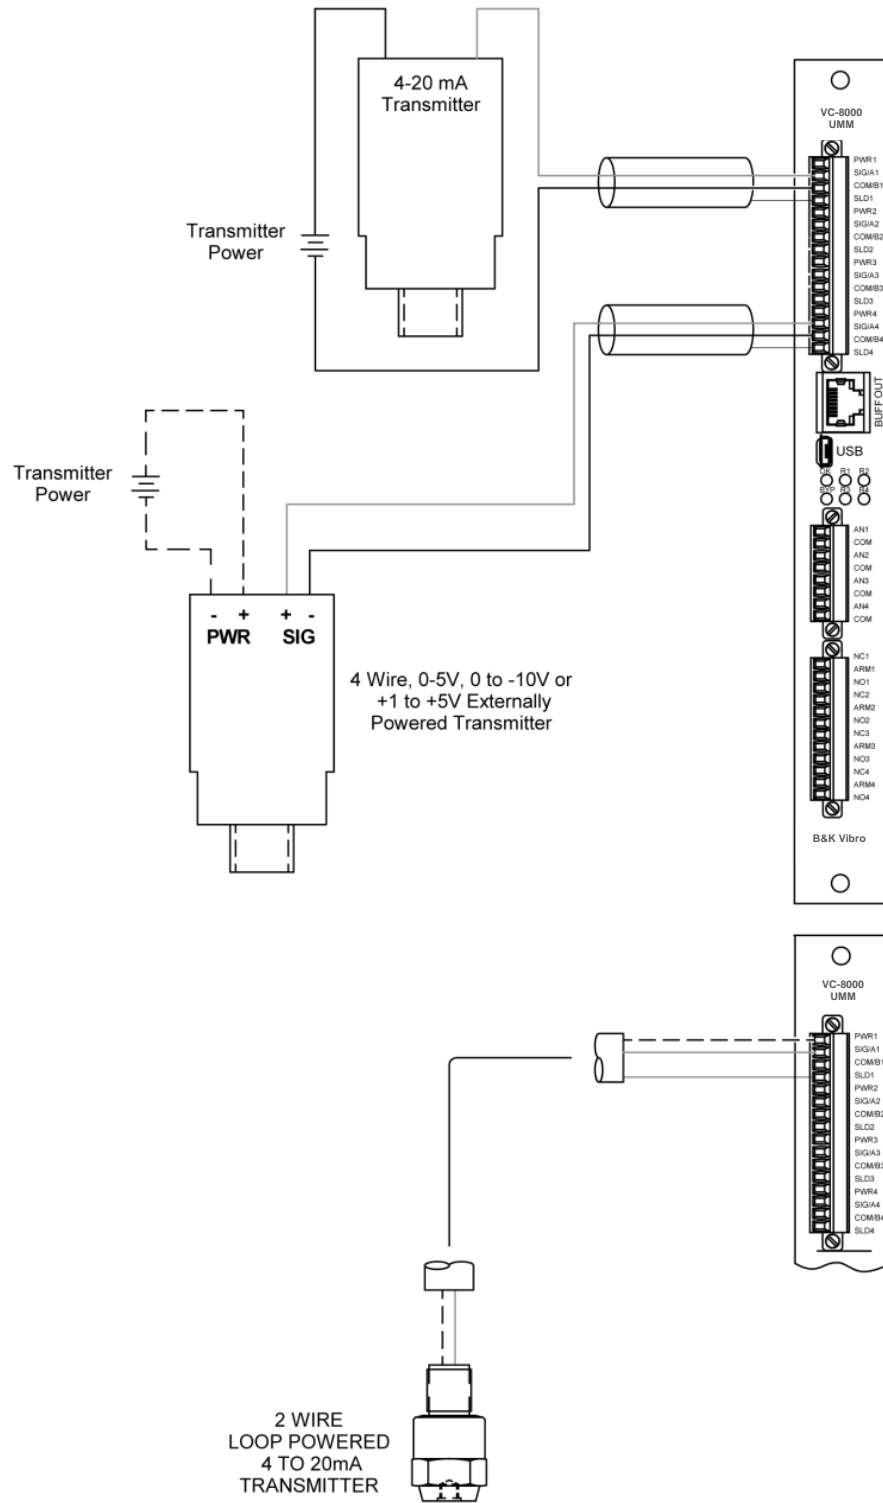 4-20 mA
Transmitter
Transmitter
Power
VC-8000
UMM
PWR1
SIG/A1
COM/B1
SLD1
PWR2
SIG/A2
COM/B2
SLD2
PWR3
SIG/A3
COM/B3
SLD3
PWR4
SIG/A4
COM/B4
SLD4
BUFF OUT
USB
OK R1 R2
BYP R3 R4
Transmitter
Power
- + + -
PWR SIG
4 Wire, 0-5V, 0 to -10V or
+1 to +5V Externally
Powered Transmitter
AN1
COM
AN2
COM
AN3
COM
AN4
COM
NC1
ARM1
NO1
NC2
ARM2
NO2
NC3
ARM3
NO3
NC4
ARM4
NO4
B&K Vibro
VC-8000
UMM
PWR1
SIG/A1
COM/B1
SLD1
PWR2
SIG/A2
COM/B2
SLD2
PWR3
SIG/A3
COM/B3
SLD3
PWR4
SIG/A4
COM/B4
SLD4
2 WIRE
LOOP POWERED
4 TO 20mA
TRANSMITTER